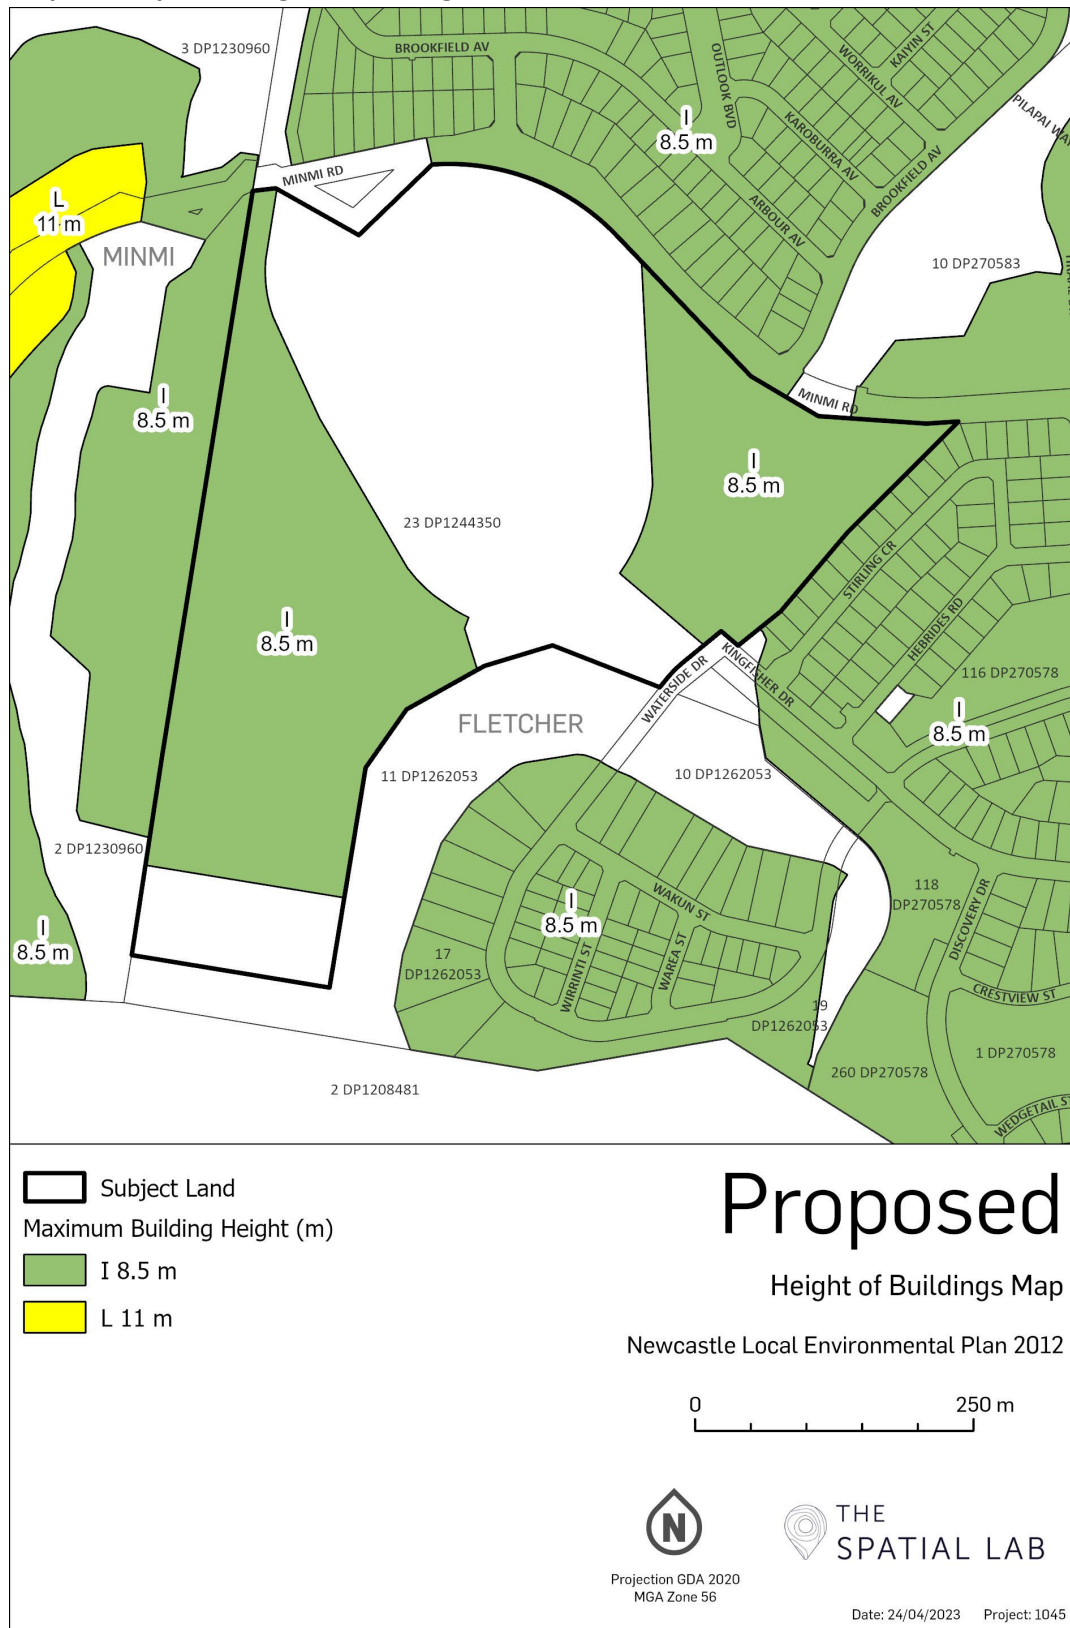 3 DP1230960
BROOKFIELD AV
OUTLOOK BVD
WORRIKUL AV
KAIYIN ST
PILAPAI WA
I
8.5 m
KAROBURRA AV
MINMI RD
BROOKFIELD AV
ARBOUR AV
L
11 m
MINMI
10 DP270583
I
8.5 m
MINMI RD
I
8.5 m
23 DP1244350
STIRLING CR
HEBRIDES RD
I
8.5 m
KINGFISHER DR
WATERSIDE DR
116 DP270578
I
8.5 m
FLETCHER
11 DP1262053
10 DP1262053
2 DP1230960
WAKUN ST
118
DP270578
I
8.5 m
DISCOVERY DR
I
8.5 m
17
DP1262053
WIRRINTI ST
WAREA ST
CRESTVIEW ST
19
DP1262053
1 DP270578
260 DP270578
2 DP1208481
WEDGETAIL S
Subject Land
Maximum Building Height (m)
I 8.5 m
L 11 m
Proposed
Height of Buildings Map
Newcastle Local Environmental Plan 2012
0 250 m
N
Projection GDA 2020
MGA Zone 56
THE
SPATIAL LAB
Date: 24/04/2023 Project: 1045